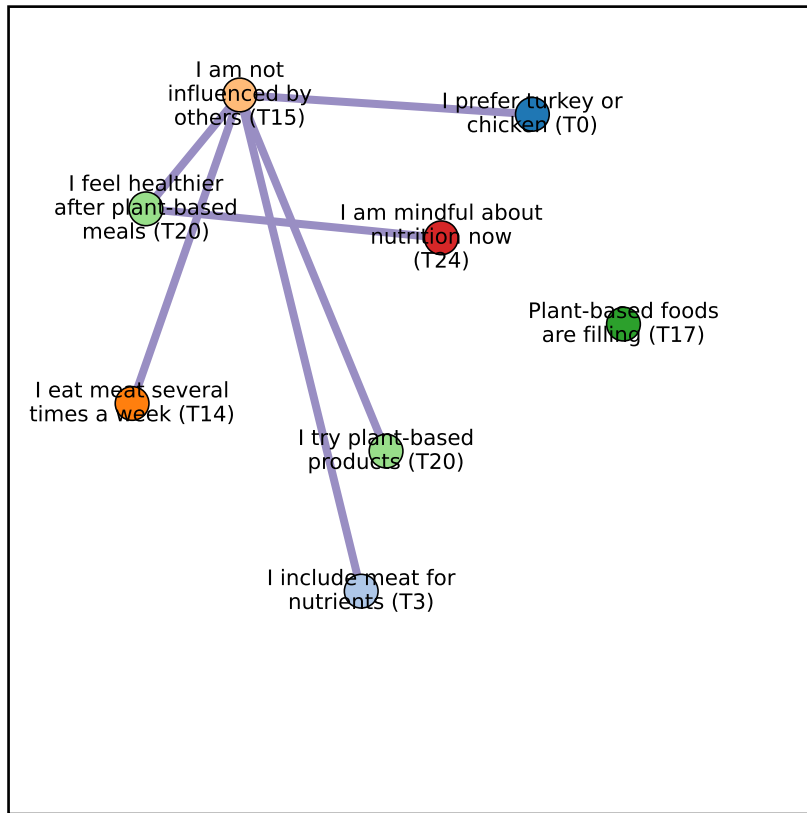 I am not
influenced by
others (T15)
I prefer turkey or
chicken (T0)
I feel healthier
after plant-based
meals (T20)
I am mindful about
nutrition now
(T24)
Plant-based foods
are filling (T17)
I eat meat several
times a week (T14)
I try plant-based
products (T20)
I include meat for
nutrients (T3)